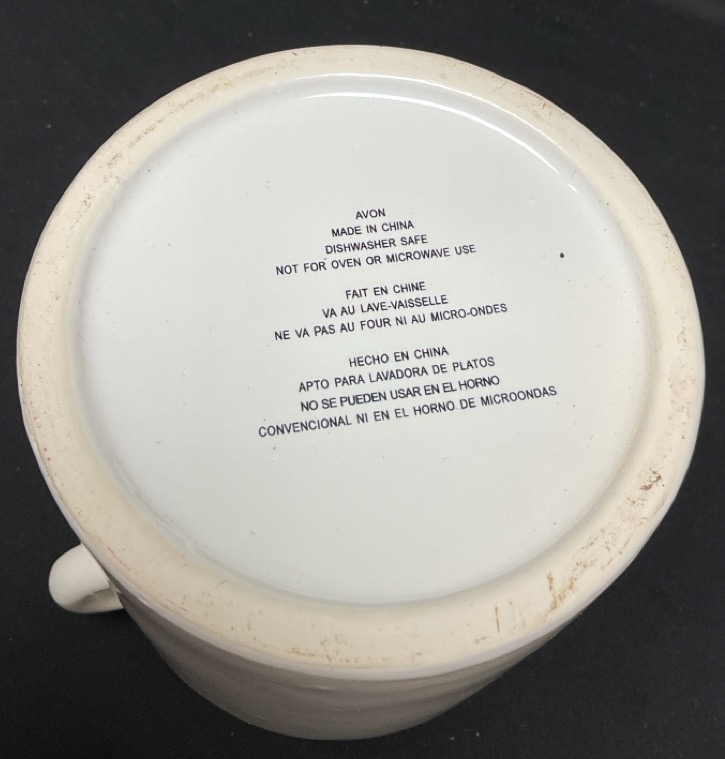 AVON
MADE IN CHINA
DISHWASHER SAFE
NOT FOR OVEN OR MICROWAVE USE
FAIT EN CHINE
VA AU LAVE-VAISSELLE
NE VA PAS AU FOUR NI AU MICRO-ONDES
HECHO EN CHINA
APTO PARA LAVADORA DE PLATOS
NO SE PUEDEN USAR EN EL HORNO
CONVENCIONAL NI EN EL HORNO DE MICROONDAS